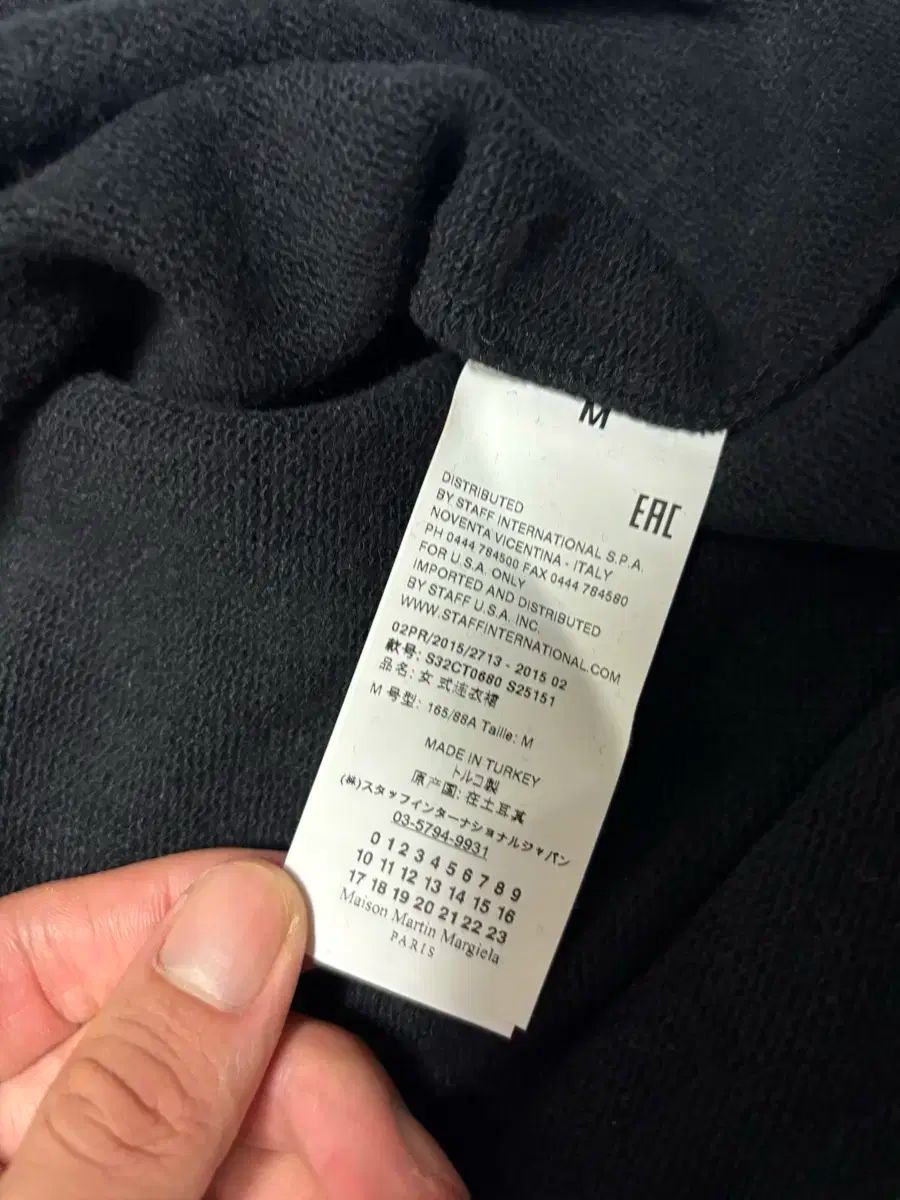 M
EAC
DISTRIBUTED
BY STAFF INTERNATIONAL S.P.A.
NOVENTA VICENTINA - ITALY
PH 0444 784500 FAX 0444 784580
FOR U.S.A. ONLY
IMPORTED AND DISTRIBUTED
BY STAFF U.S.A. INC.
WWW.STAFFINTERNATIONAL.COM
02PR/2015/2713 - 2015 02
款号: S32CT0680 S25151
品名: 女 式连衣裙
M 号型: 165/88A Taille: M
MADE IN TURKEY
トルコ製
原产国: 在土耳其
(株)スタッフインターナショナルジャパン
03-5794-9931
0 1 2 3 4 5 6 7 8 9
10 11 12 13 14 15 16
17 18 19 20 21 22 23
Maison Martin Margiela
PARIS